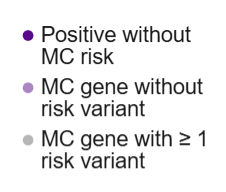 Positive without
MC risk
MC gene without
risk variant
MC gene with ≥ 1
risk variant